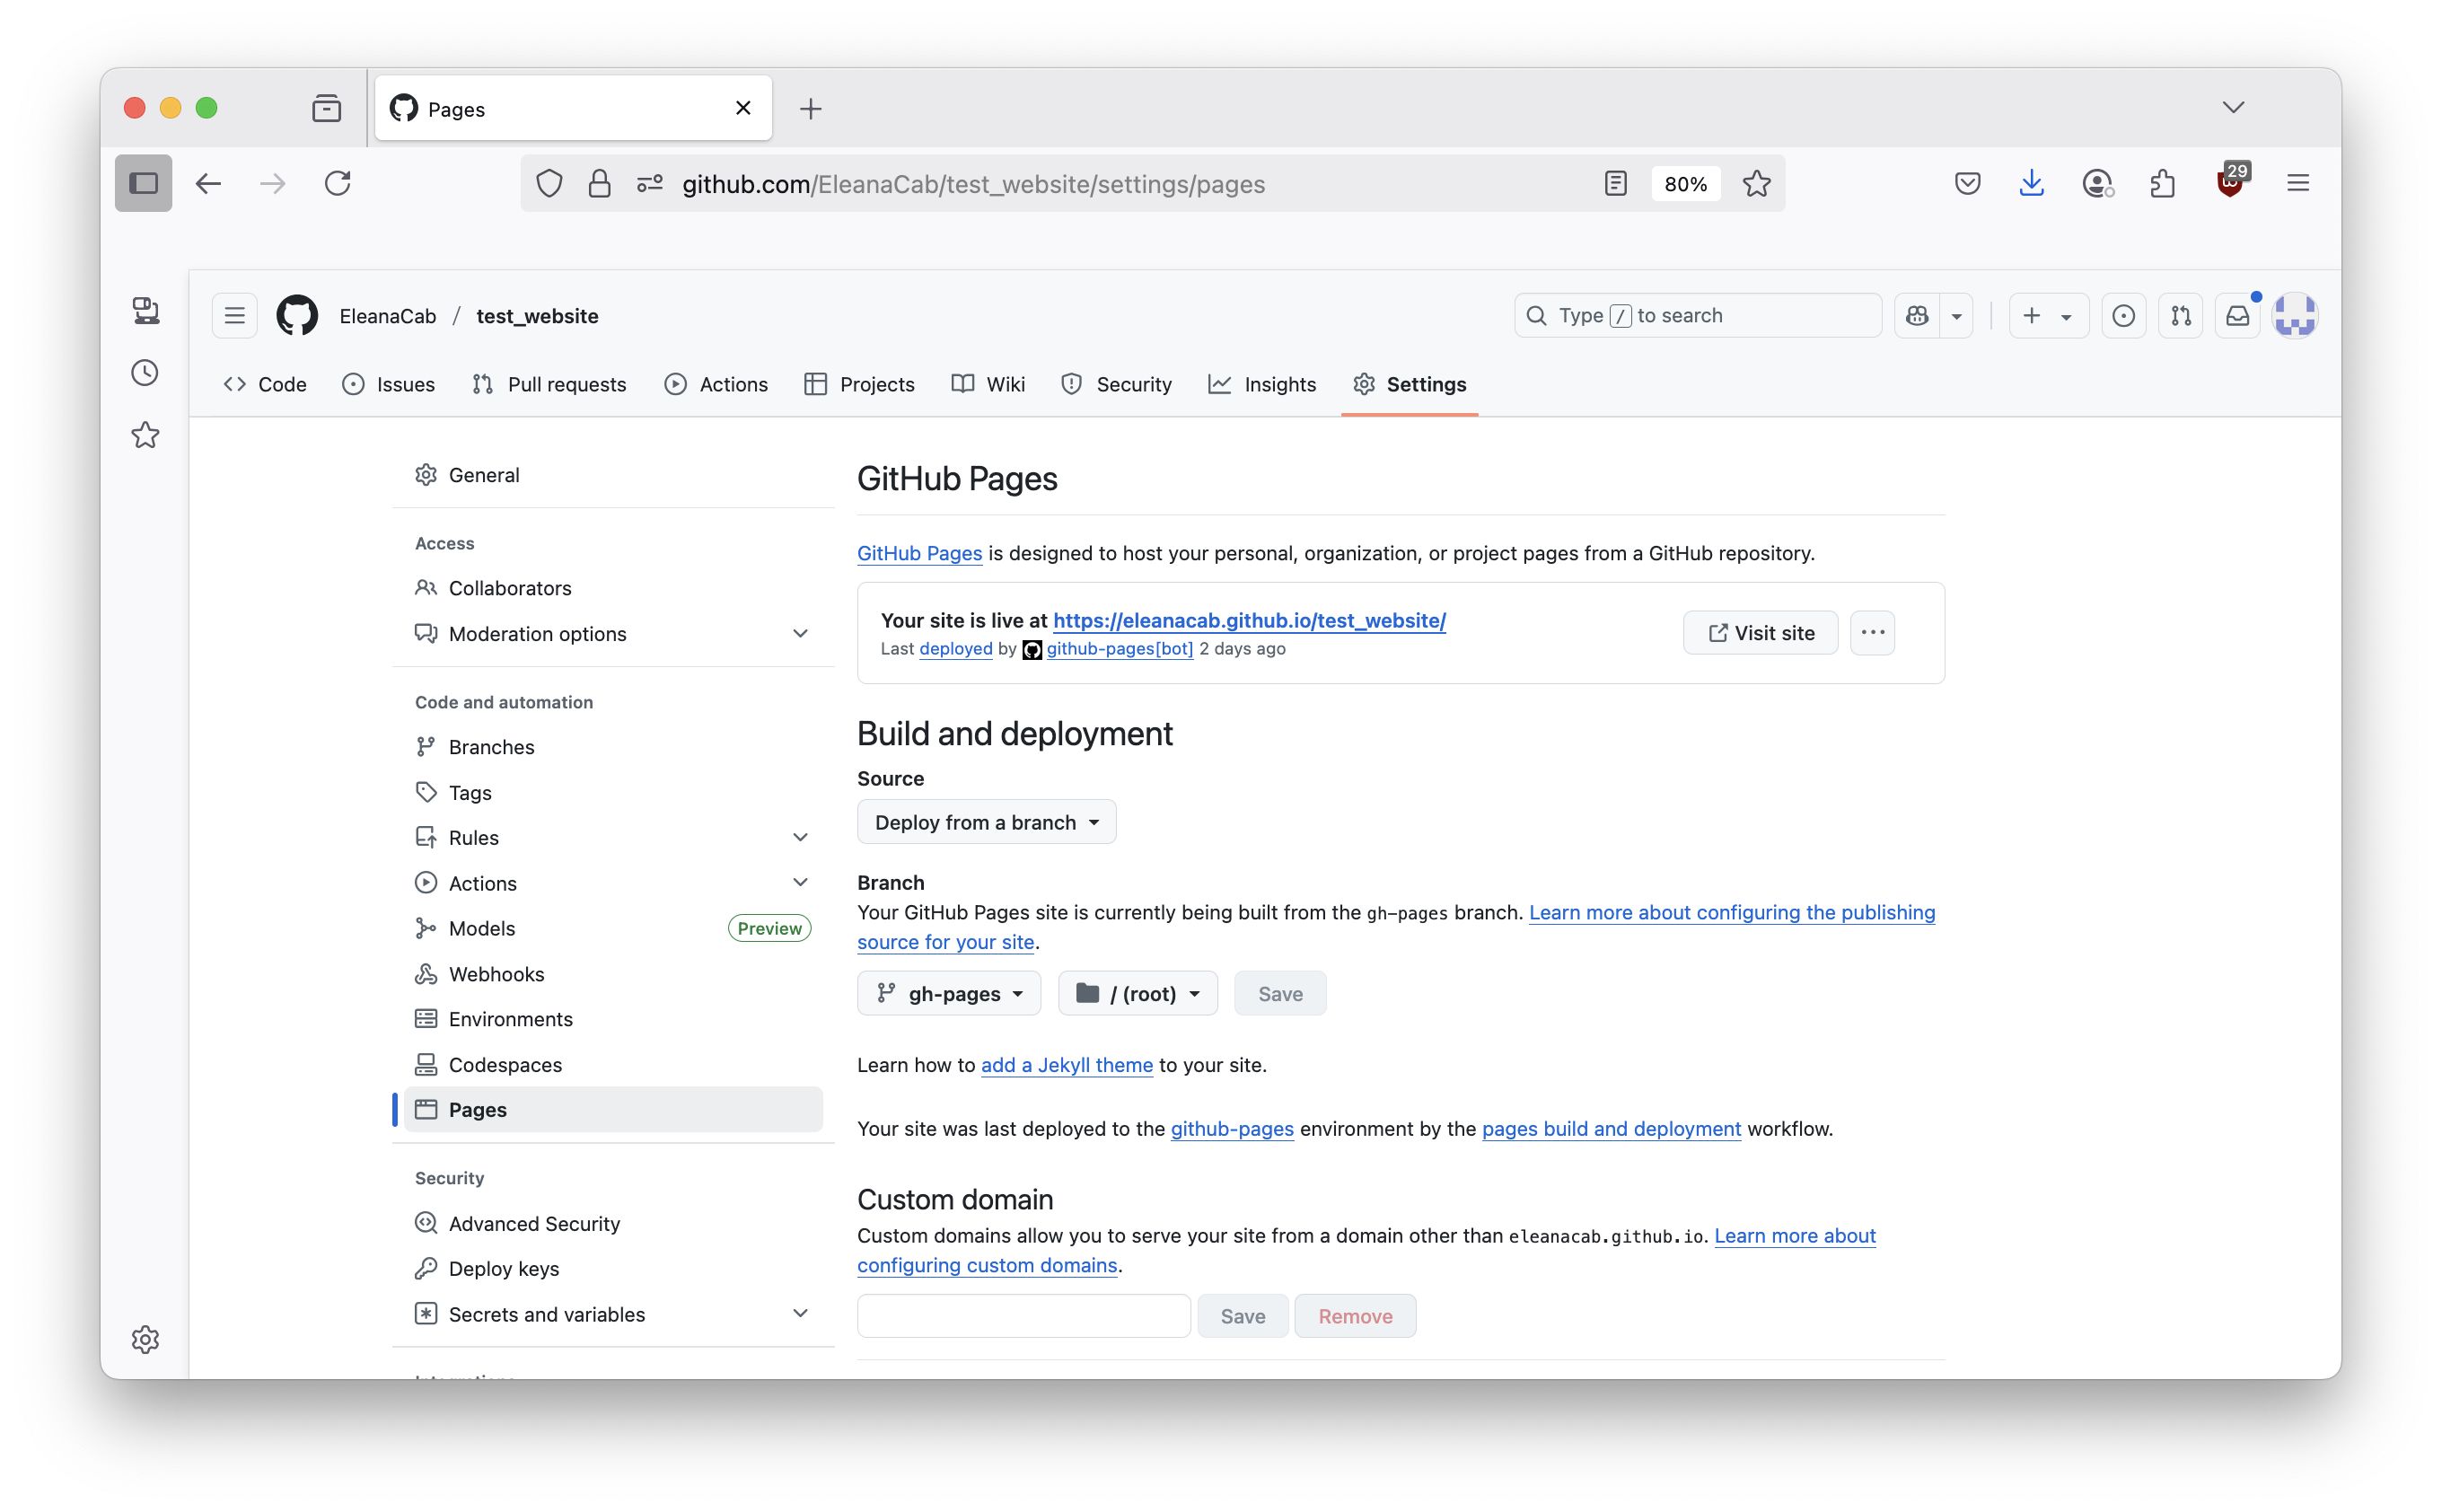 Pages
github.com/EleanaCab/test_website/settings/pages
80%
29
EleanaCab / test_website
Type / to search
Code
Issues
Pull requests
Actions
Projects
Wiki
Security
Insights
Settings
General
Access
Collaborators
Moderation options
Code and automation
Branches
Tags
Rules
Actions
Models
Preview
Webhooks
Environments
Codespaces
Pages
Security
Advanced Security
Deploy keys
Secrets and variables
GitHub Pages
GitHub Pages is designed to host your personal, organization, or project pages from a GitHub repository.
Your site is live at https://eleanacab.github.io/test_website/
Last deployed by github-pages[bot] 2 days ago
Visit site
Build and deployment
Source
Deploy from a branch
Branch
Your GitHub Pages site is currently being built from the gh-pages branch. Learn more about configuring the publishing
source for your site.
gh-pages
/ (root)
Save
Learn how to add a Jekyll theme to your site.
Your site was last deployed to the github-pages environment by the pages build and deployment workflow.
Custom domain
Custom domains allow you to serve your site from a domain other than eleanacab.github.io. Learn more about
configuring custom domains.
Save
Remove